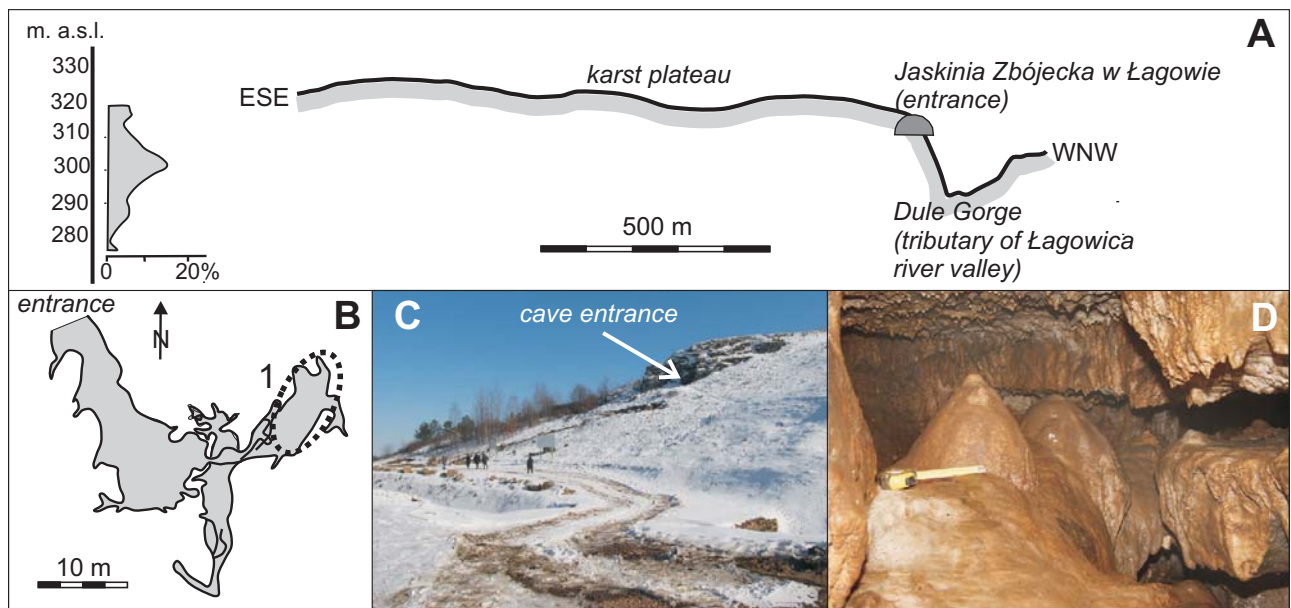 m. a.s.l.
A
330
320
310
300
290
280
0
20%
ESE
karst plateau
Jaskinia Zbójecka w Łagowie
(entrance)
WNW
500 m
Dule Gorge
(tributary of Łagowica
river valley)
entrance
N
B
1
10 m
C
cave entrance
D